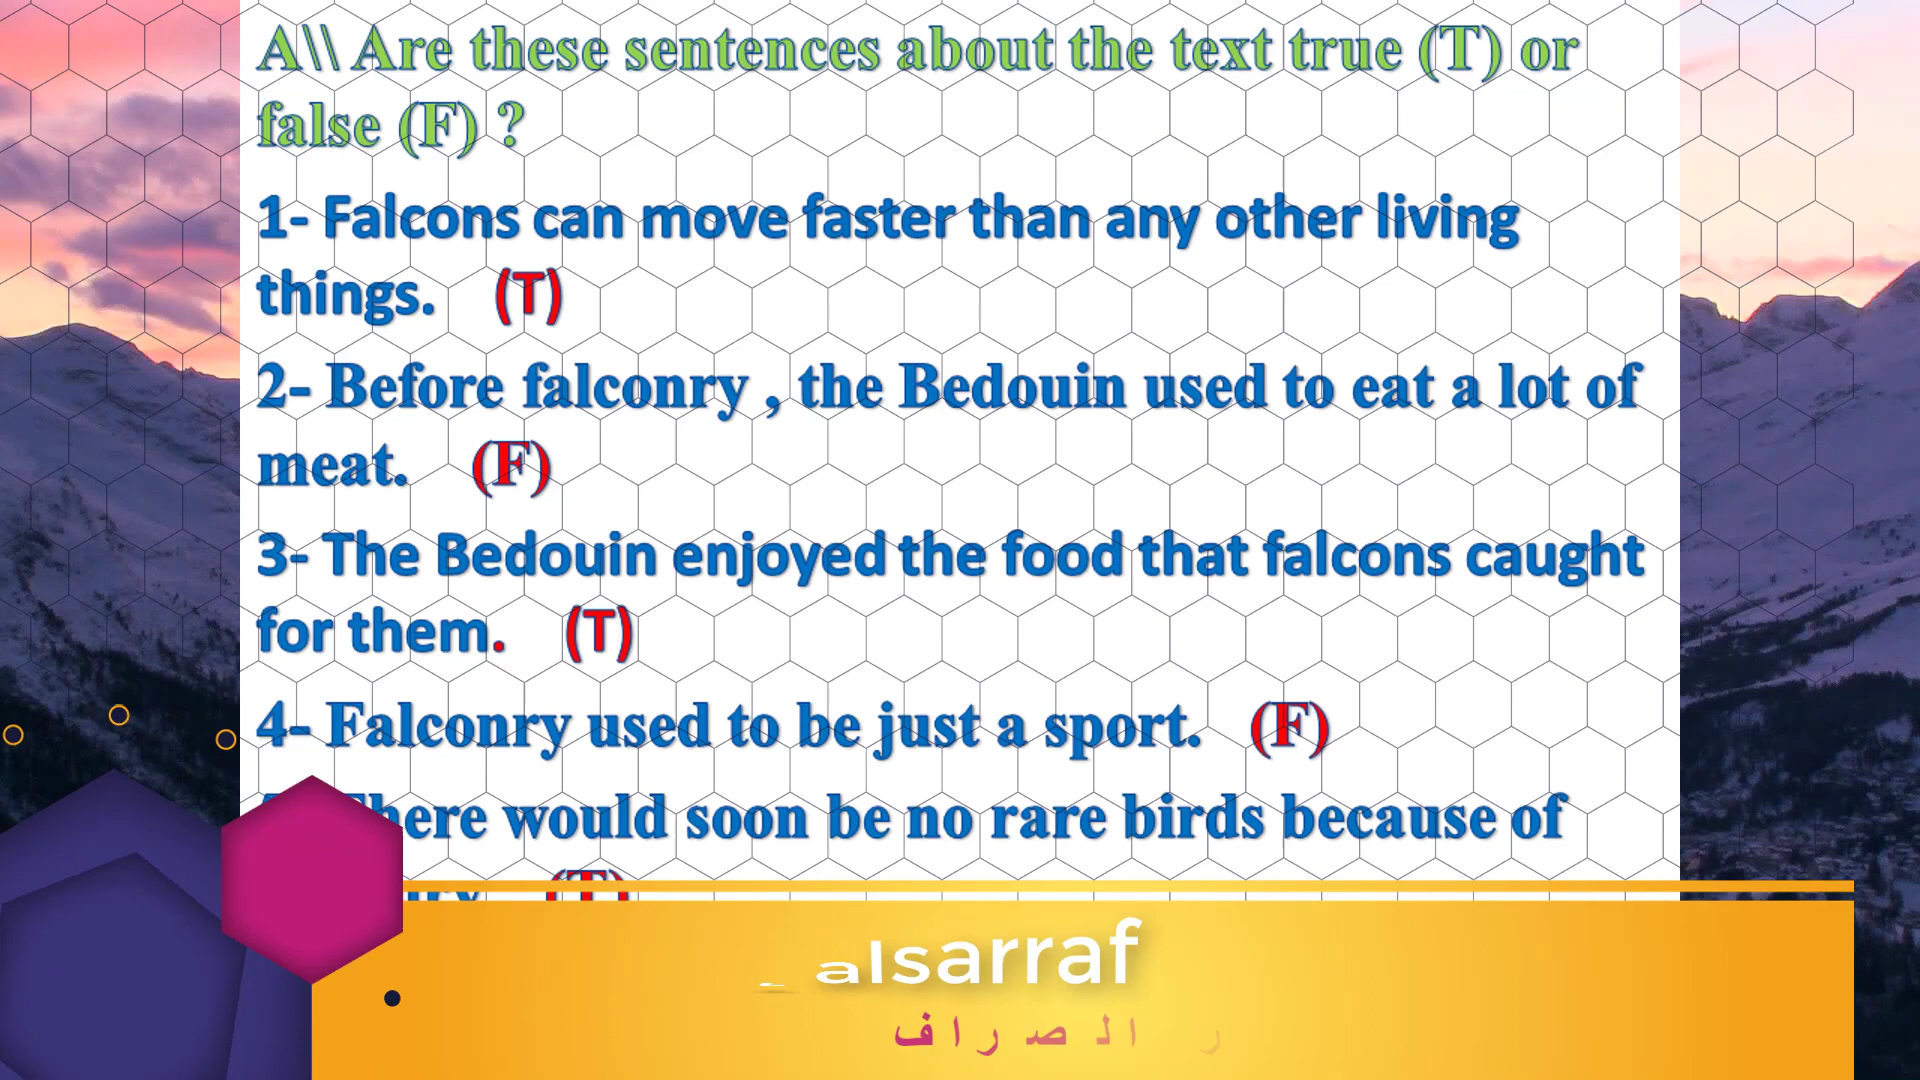 A\\ Are these sentences about the text true (T) or
false (F) ?
1- Falcons can move faster than any other living
things. (T)
2- Before falconry , the Bedouin used to eat a lot of
meat. (F)
3- The Bedouin enjoyed the food that falcons caught
for them. (T)
4- Falconry used to be just a sport. (F)
would soon be no rare birds because of
(T)
alsarraf
الصراف